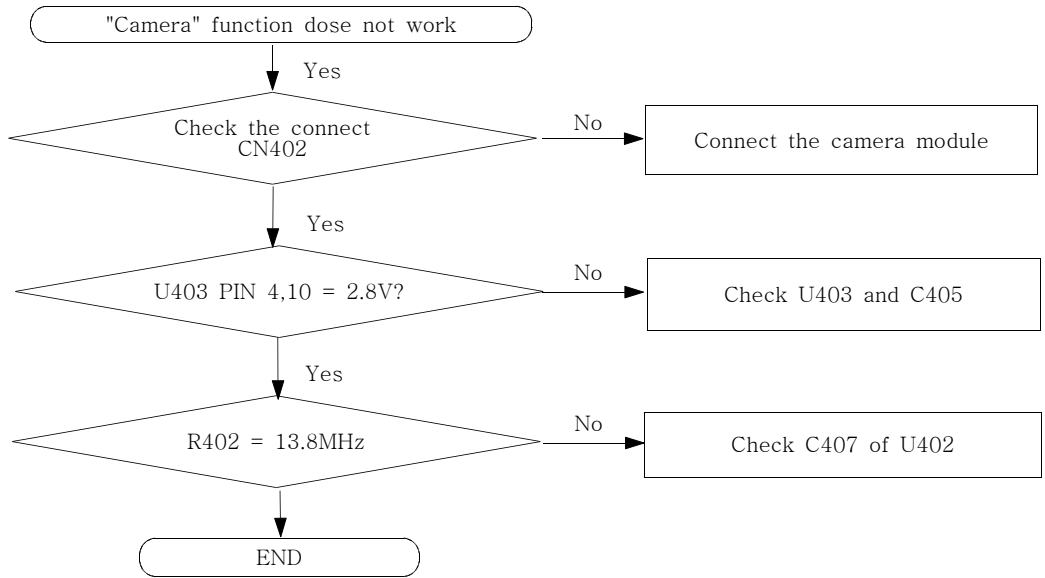 "Camera" function dose not work
Yes
Check the connect
CN402
No
Connect the camera module
Yes
U403 PIN 4,10 = 2.8V?
No
Check U403 and C405
Yes
R402 = 13.8MHz
No
Check C407 of U402
END